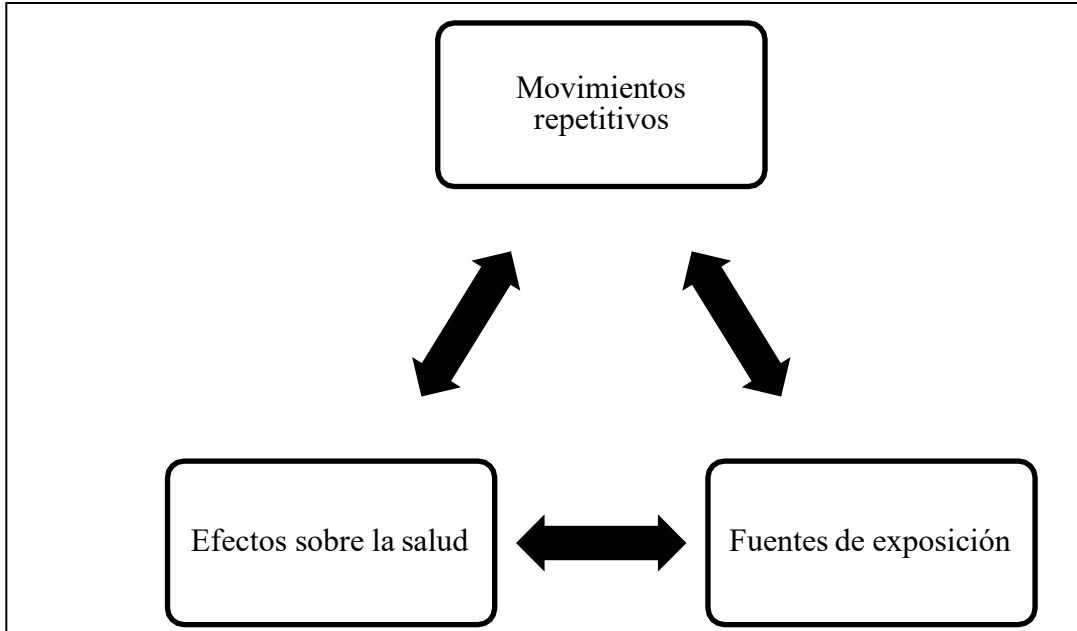 Movimientos
repetitivos
Efectos sobre la salud
Fuentes de exposición